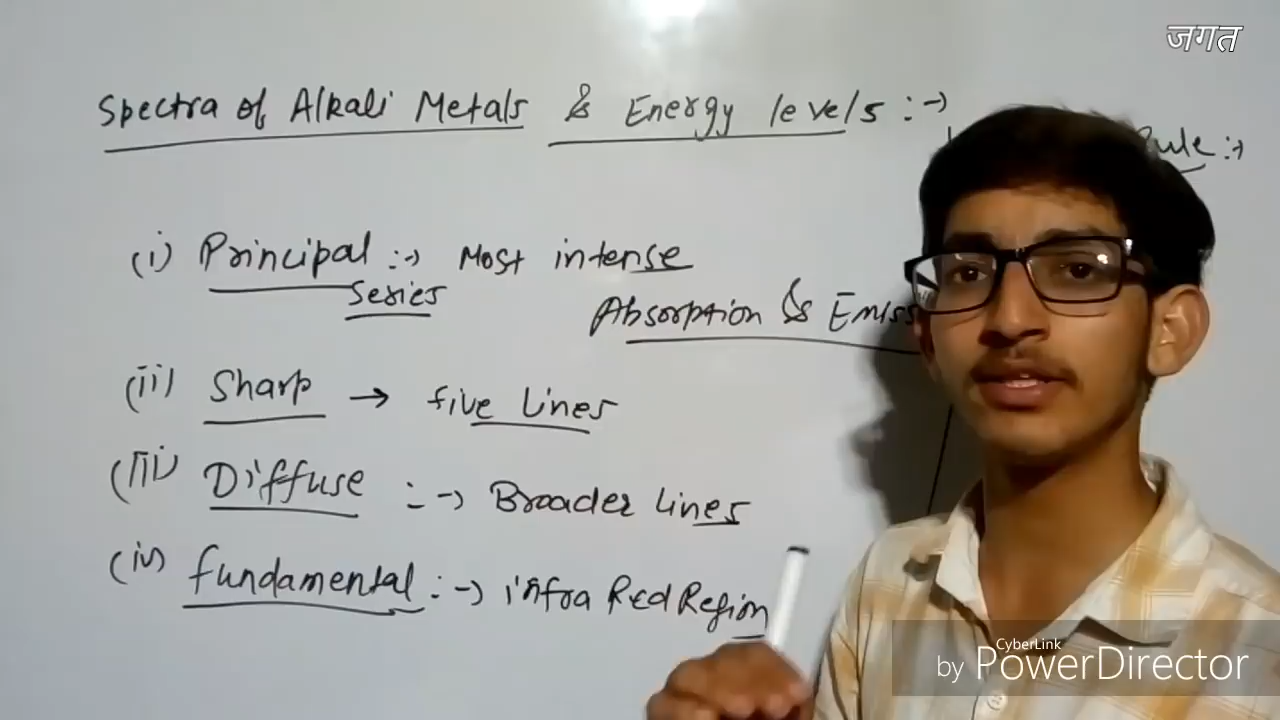 जगत
Spectra of Alkali Metals & Energy levels :→
Rule :→
(i) Principal :→ Most intense
Series
Absorption & Emiss
(ii) Sharp → five Lines
(iii) Diffuse :→ Broader Lines
(iv) fundamental :→ infra Red Region
CyberLink
by PowerDirector